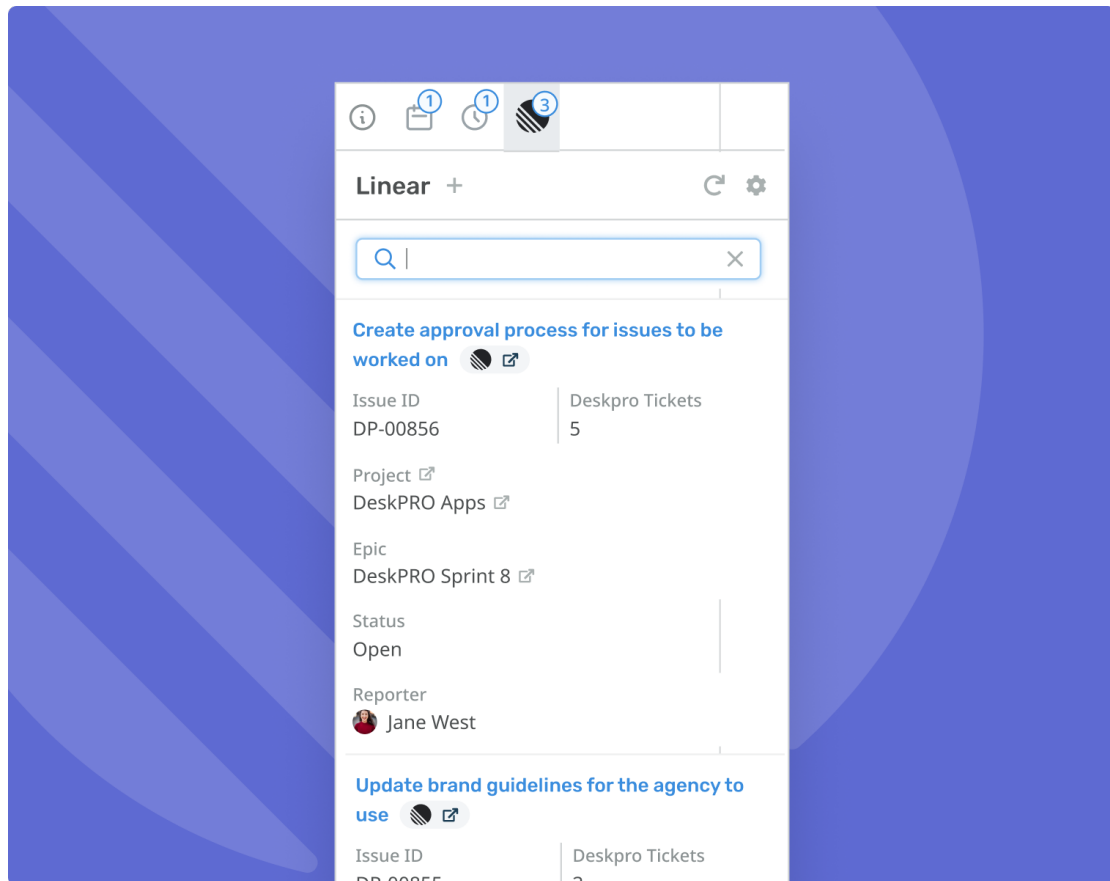 1
1
3
Linear
Create approval process for issues to be
worked on
Issue ID
Deskpro Tickets
DP-00856
5
Project
DeskPRO Apps
Epic
DeskPRO Sprint 8
Status
Open
Reporter
Jane West
Update brand guidelines for the agency to
use
Issue ID
Deskpro Tickets
DP-00855